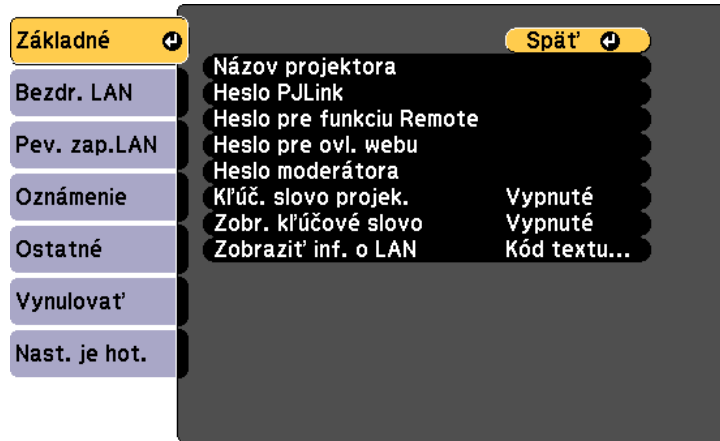 Základné
Bezdr. LAN
Pev. zap.LAN
Oznámenie
Ostatné
Vynulovať
Nast. je hot.
Späť
Názov projektora
Heslo PJLink
Heslo pre funkciu Remote
Heslo pre ovl. webu
Heslo moderátora
Kľúč. slovo projek. Vypnuté
Zobr. kľúčové slovo Vypnuté
Zobraziť inf. o LAN Kód textu...